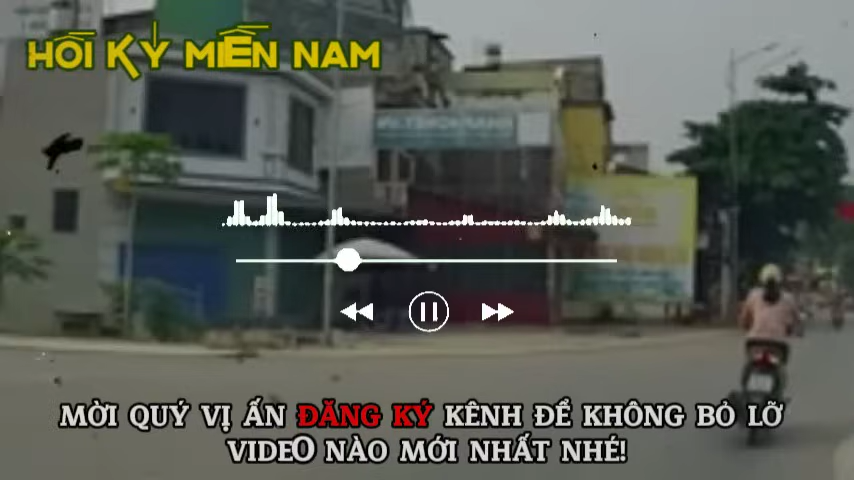 HỒI KÝ MIỀN NAM
MỜI QUÝ VỊ ẤN ĐĂNG KÝ KÊNH ĐỂ KHÔNG BỎ LỠ
VIDEO NÀO MỚI NHẤT NHÉ!